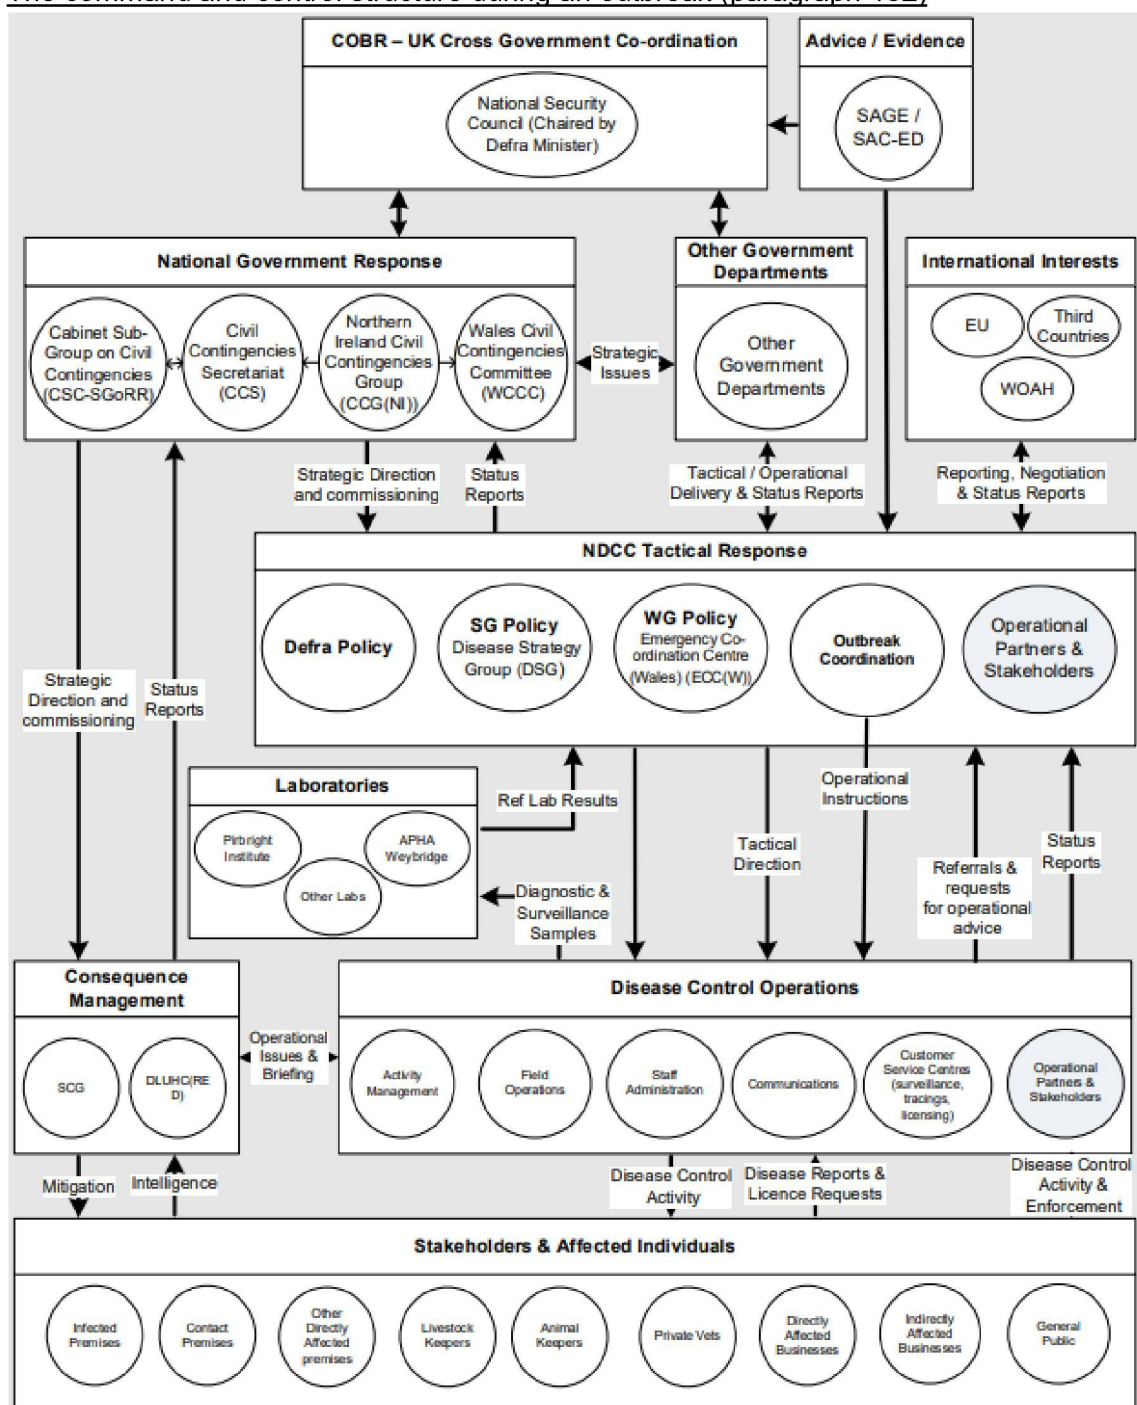 The command and control structure during an outbreak (paragraph 102)
COBR – UK Cross Government Co-ordination
Advice / Evidence
National Security
Council (Chaired by
Defra Minister)
SAGE /
SAC-ED
National Government Response
Other Government
Departments
International Interests
Cabinet Sub-
Group on Civil
Contingencies
(CSC-SGoRR)
Civil
Contingencies
Secretariat
(CCS)
Northern
Ireland Civil
Contingencies
Group
(CCG(NI))
Wales Civil
Contingencies
Committee
(WCCC)
Strategic
Issues
Other
Government
Departments
EU
Third
Countries
WOAH
Strategic Direction
and commissioning
Status
Reports
Tactical / Operational
Delivery & Status Reports
Reporting, Negotiation
& Status Reports
NDCC Tactical Response
Defra Policy
SG Policy
Disease Strategy
Group (DSG)
WG Policy
Emergency Co-
ordination Centre
(Wales) (ECC(W))
Outbreak
Coordination
Operational
Partners &
Stakeholders
Strategic
Direction and
commissioning
Status
Reports
Laboratories
Pirbright
Institute
APHA
Weybridge
Other Labs
Ref Lab Results
Diagnostic &
Surveillance
Samples
Tactical
Direction
Operational
Instructions
Referrals &
requests
for operational
advice
Status
Reports
Consequence
Management
SCG
DLUHC(RE
D)
Operational
Issues &
Briefing
Disease Control Operations
Activity
Management
Field
Operations
Staff
Administration
Communications
Customer
Service Centres
(surveillance,
tracings,
licensing)
Operational
Partners &
Stakeholders
Mitigation
Intelligence
Disease Control
Activity
Disease Reports &
Licence Requests
Disease Control
Activity &
Enforcement
Stakeholders & Affected Individuals
Infected
Premises
Contact
Premises
Other
Directly
Affected
premises
Livestock
Keepers
Animal
Keepers
Private Vets
Directly
Affected
Businesses
Indirectly
Affected
Businesses
General
Public